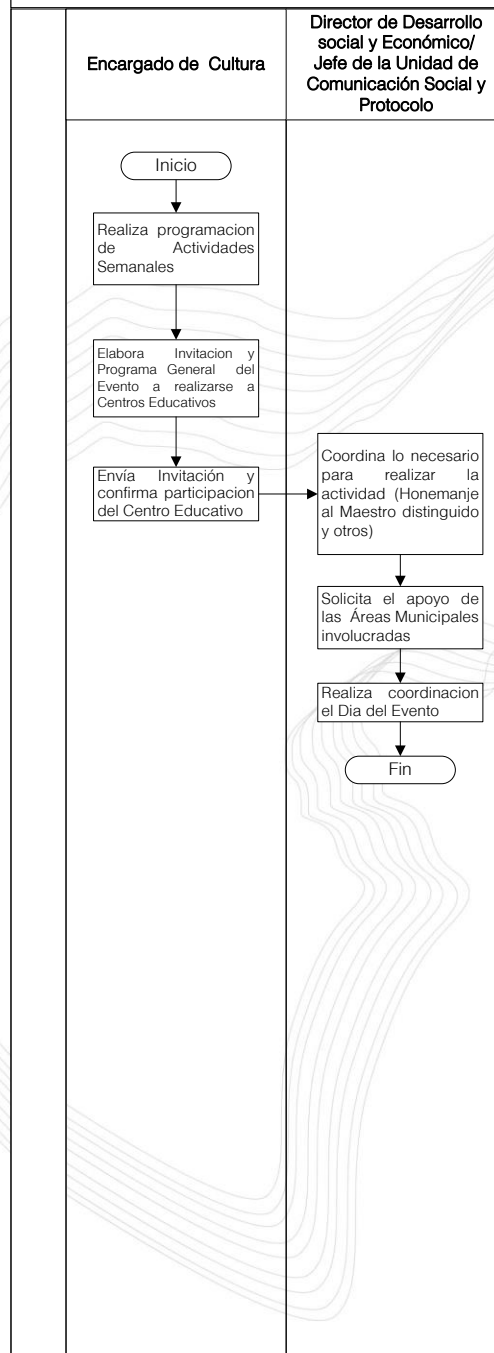 Encargado de Cultura
Director de Desarrollo
social y Económico/
Jefe de la Unidad de
Comunicación Social y
Protocolo
Inicio
Realiza programacion
de Actividades
Semanales
Elabora Invitacion y
Programa General del
Evento a realizarse a
Centros Educativos
Envía Invitación y
confirma participacion
del Centro Educativo
Coordina lo necesario
para realizar la
actividad (Honemanje
al Maestro distinguido
y otros)
Solicita el apoyo de
las Áreas Municipales
involucradas
Realiza coordinacion
el Dia del Evento
Fin